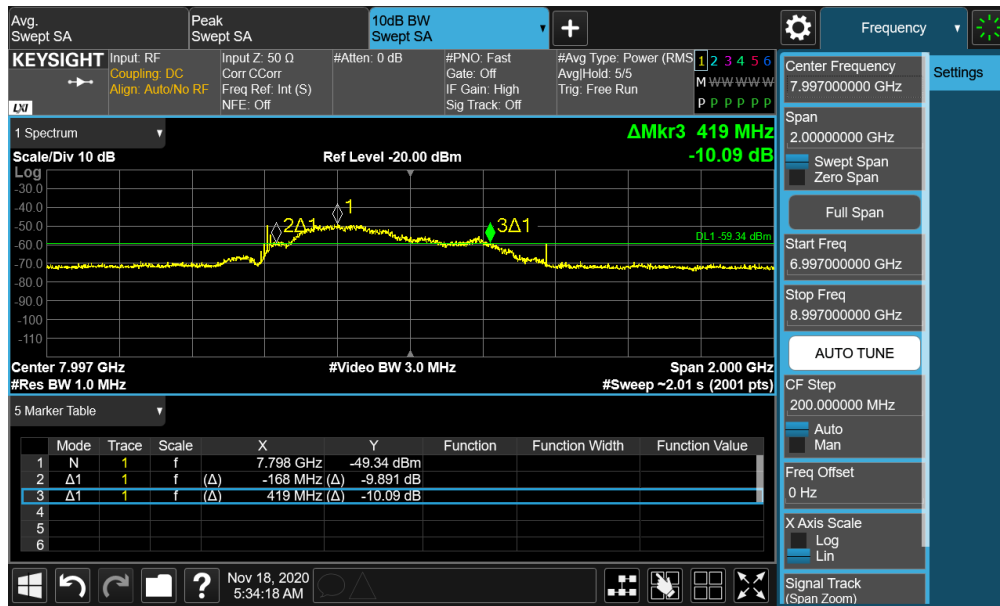 Avg.
Swept SA
Peak
Swept SA
10dB BW
Swept SA
Frequency
KEYSIGHT
LXI
Input: RF
Coupling: DC
Align: Auto/No RF
Input Z: 50 Ω
Corr CCorr
Freq Ref: Int (S)
NFE: Off
#Atten: 0 dB
#PNO: Fast
Gate: Off
IF Gain: High
Sig Track: Off
#Avg Type: Power (RMS
Avg|Hold: 5/5
Trig: Free Run
1 2 3 4 5 6
M W W W W W
P P P P P P
1 Spectrum
ΔMkr3 419 MHz
-10.09 dB
Scale/Div 10 dB
Ref Level -20.00 dBm
Log
-30.0
-40.0
-50.0
-60.0
-70.0
-80.0
-90.0
-100
-110
1
2Δ1
3Δ1
DL1 -59.34 dBm
Center 7.997 GHz
#Video BW 3.0 MHz
Span 2.000 GHz
#Res BW 1.0 MHz
#Sweep ~2.01 s (2001 pts)
5 Marker Table
Mode Trace Scale X Y Function Function Width Function Value
1 N 1 f 7.798 GHz -49.34 dBm
2 Δ1 1 f (Δ) -168 MHz (Δ) -9.891 dB
3 Δ1 1 f (Δ) 419 MHz (Δ) -10.09 dB
4
5
6
Nov 18, 2020
5:34:18 AM
Center Frequency
7.997000000 GHz
Span
2.00000000 GHz
Swept Span
Zero Span
Full Span
Start Freq
6.997000000 GHz
Stop Freq
8.997000000 GHz
AUTO TUNE
CF Step
200.000000 MHz
Auto
Man
Freq Offset
0 Hz
X Axis Scale
Log
Lin
Signal Track
(Span Zoom)
Settings